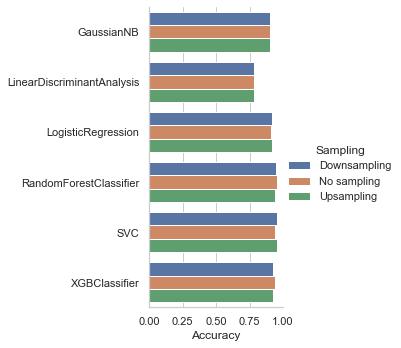 GaussianNB
LinearDiscriminantAnalysis
LogisticRegression
RandomForestClassifier
SVC
XGBClassifier
0.00 0.25 0.50 0.75 1.00
Accuracy
Sampling
Downsampling
No sampling
Upsampling